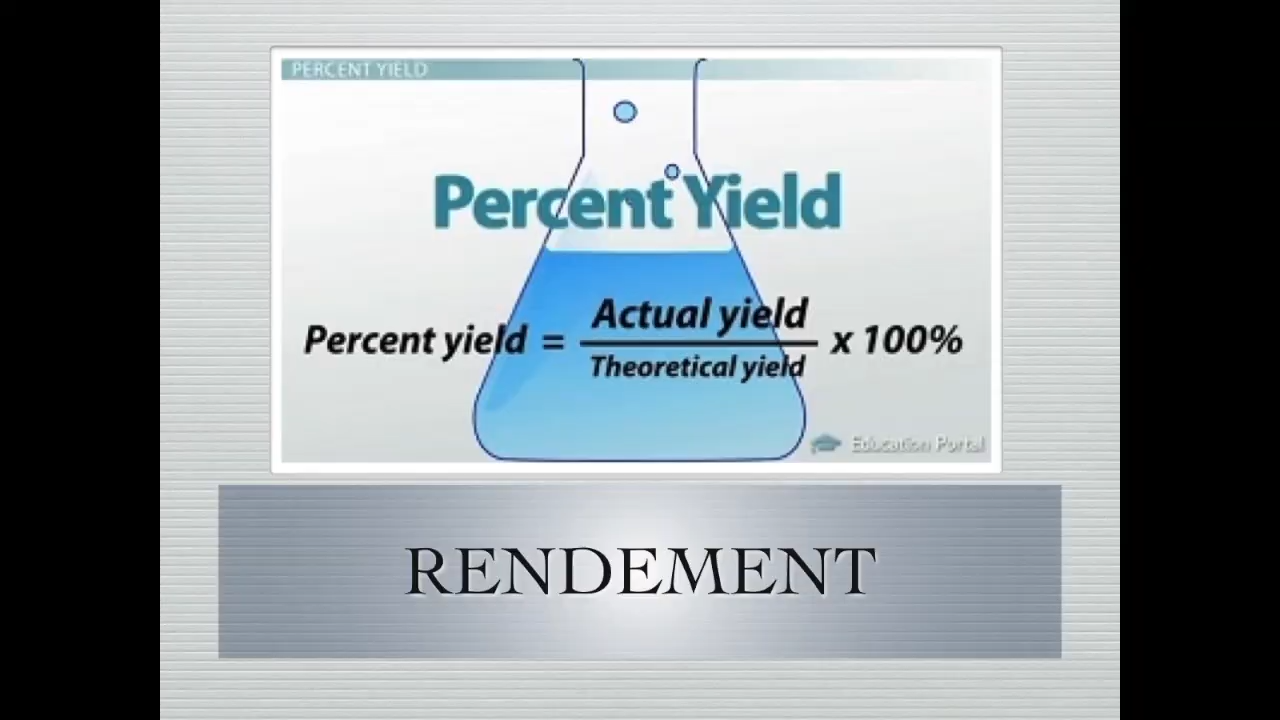 PERCENT YIELD
Percent Yield
Percent yield = Actual yield / Theoretical yield x 100%
Education Portal
RENDEMENT